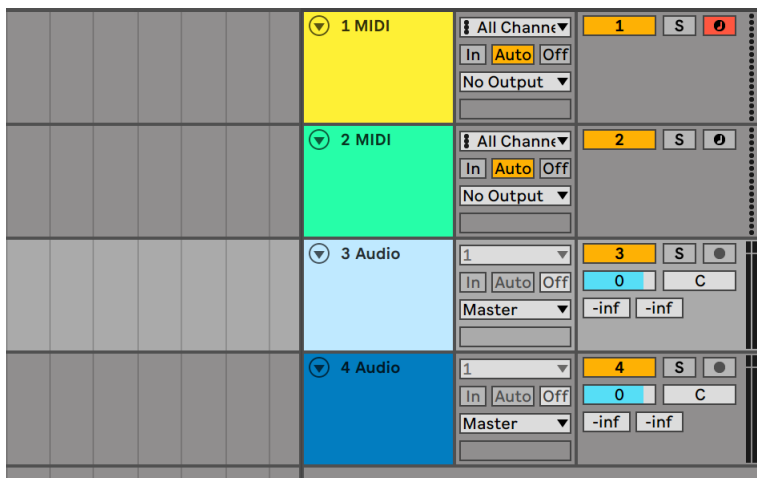 1 MIDI All Channe 1 S
In Auto Off
No Output
2 MIDI All Channe 2 S
In Auto Off
No Output
3 Audio 1 3 S
In Auto Off 0 C
Master -inf -inf
4 Audio 1 4 S
In Auto Off 0 C
Master -inf -inf